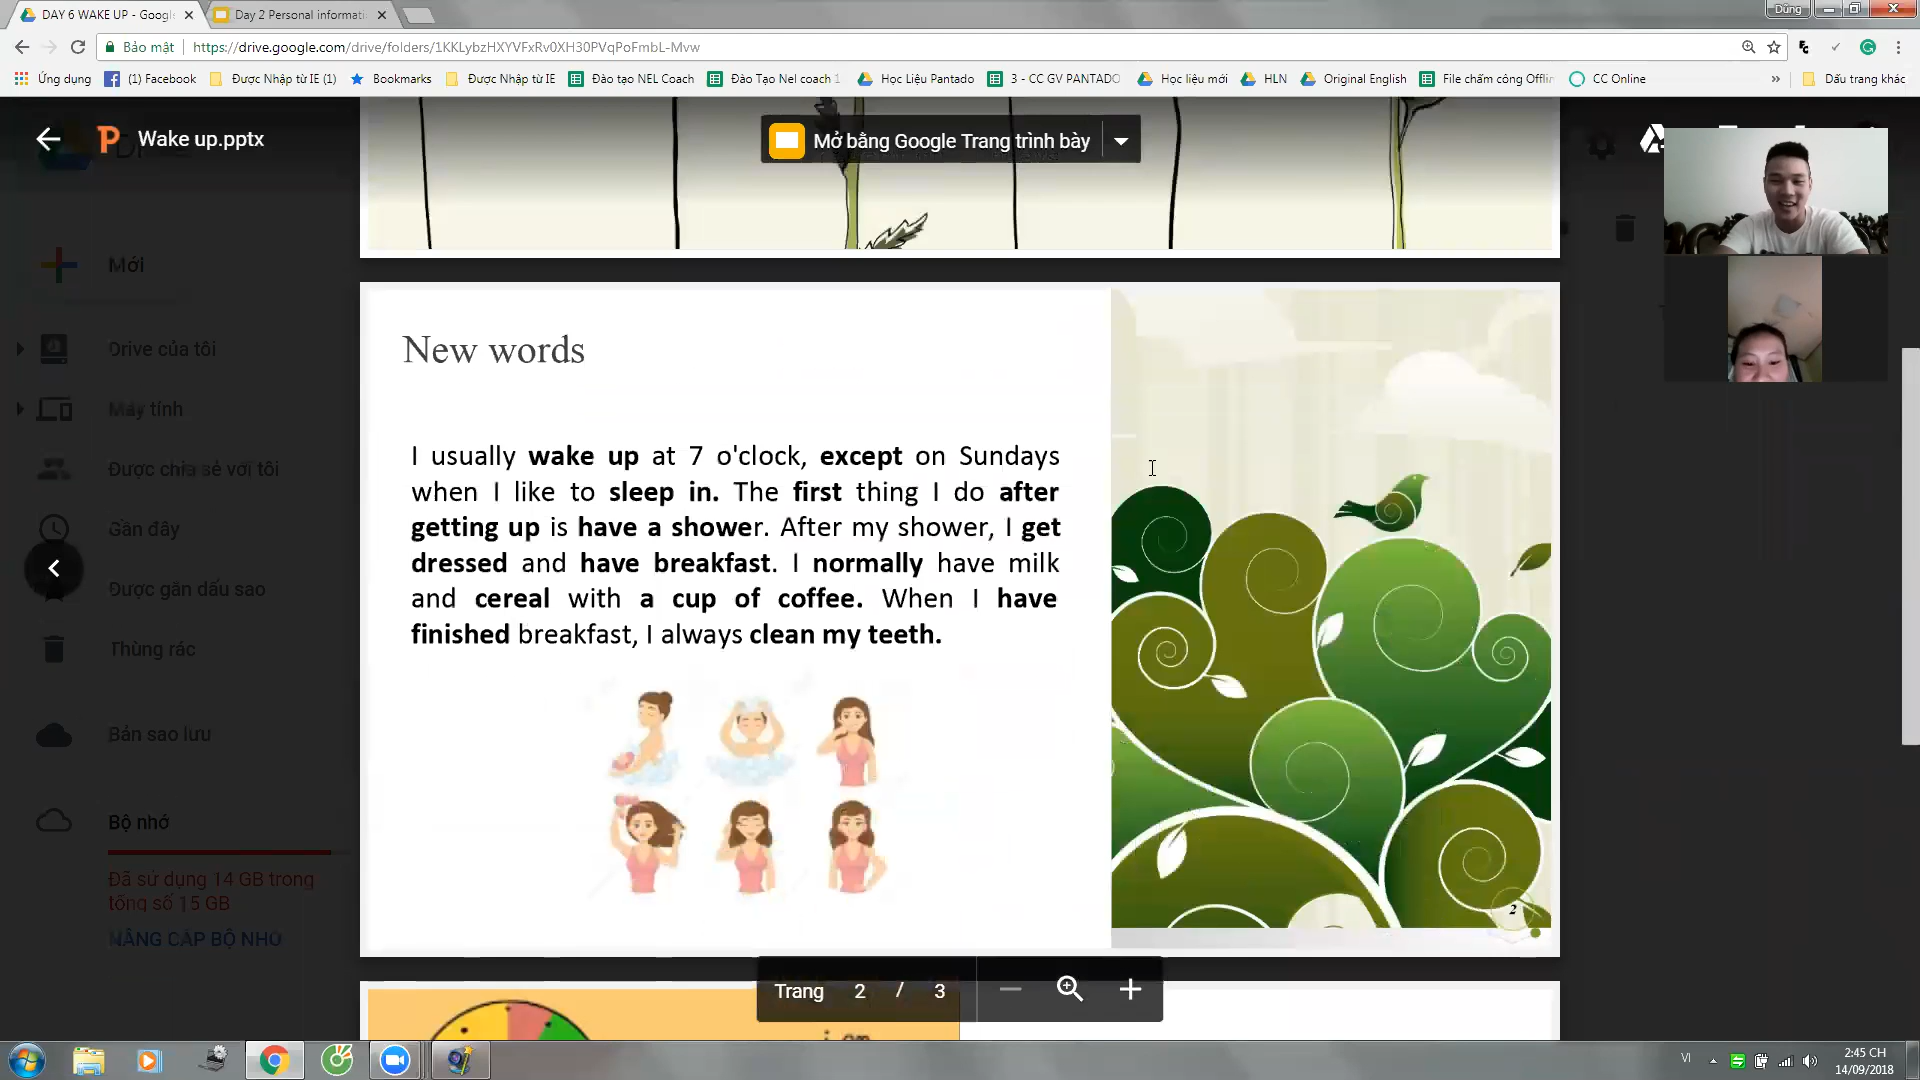 DAY 6 WAKE UP - Google
Day 2 Personal informati
Dũng
Bảo mật
https://drive.google.com/drive/folders/1KKLybzHXYVFxRv0XH30PVqPoFmbL-Mvw
Ứng dụng
(1) Facebook
Được Nhập từ IE (1)
Bookmarks
Được Nhập từ IE
Đào tạo NEL Coach
Đào Tạo Nel coach 1
Học Liệu Pantado
3 - CC GV PANTADO
Học liệu mới
HLN
Original English
File chấm công Offlin
CC Online
»
Dấu trang khác
P Wake up.pptx
Mở bằng Google Trang trình bày
Mới
Drive của tôi
Máy tính
Được chia sẻ với tôi
Gần đây
Được gắn dấu sao
Thùng rác
Bản sao lưu
Bộ nhớ
Đã sử dụng 14 GB trong
tổng số 15 GB
NÂNG CẤP BỘ NHỚ
New words
I usually wake up at 7 o'clock, except on Sundays
when I like to sleep in. The first thing I do after
getting up is have a shower. After my shower, I get
dressed and have breakfast. I normally have milk
and cereal with a cup of coffee. When I have
finished breakfast, I always clean my teeth.
2
Trang 2 / 3
VI
2:45 CH
14/09/2018